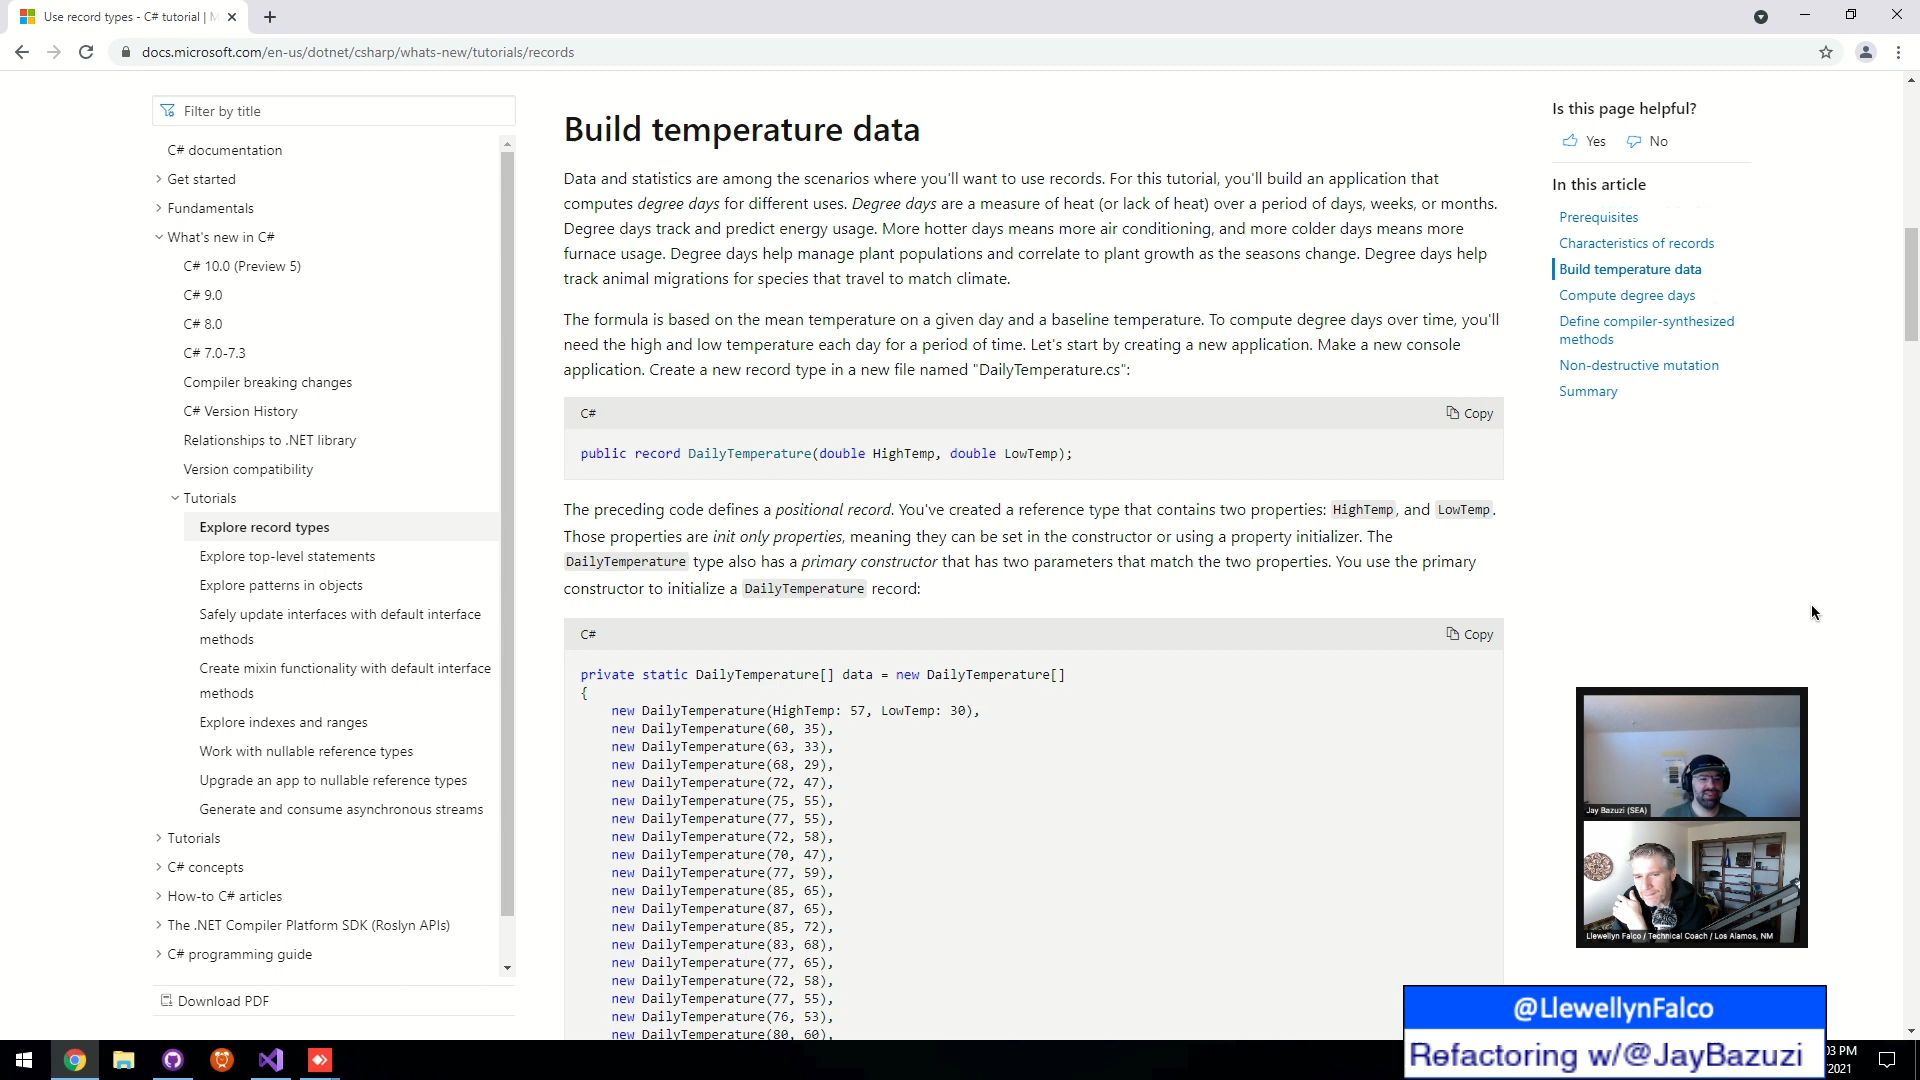 Use record types - C# tutorial | M
docs.microsoft.com/en-us/dotnet/csharp/whats-new/tutorials/records
Filter by title
C# documentation
Get started
Fundamentals
What's new in C#
C# 10.0 (Preview 5)
C# 9.0
C# 8.0
C# 7.0-7.3
Compiler breaking changes
C# Version History
Relationships to .NET library
Version compatibility
Tutorials
Explore record types
Explore top-level statements
Explore patterns in objects
Safely update interfaces with default interface
methods
Create mixin functionality with default interface
methods
Explore indexes and ranges
Work with nullable reference types
Upgrade an app to nullable reference types
Generate and consume asynchronous streams
Tutorials
C# concepts
How-to C# articles
The .NET Compiler Platform SDK (Roslyn APIs)
C# programming guide
Download PDF
Build temperature data
Data and statistics are among the scenarios where you'll want to use records. For this tutorial, you'll build an application that
computes degree days for different uses. Degree days are a measure of heat (or lack of heat) over a period of days, weeks, or months.
Degree days track and predict energy usage. More hotter days means more air conditioning, and more colder days means more
furnace usage. Degree days help manage plant populations and correlate to plant growth as the seasons change. Degree days help
track animal migrations for species that travel to match climate.
The formula is based on the mean temperature on a given day and a baseline temperature. To compute degree days over time, you'll
need the high and low temperature each day for a period of time. Let's start by creating a new application. Make a new console
application. Create a new record type in a new file named "DailyTemperature.cs":
C#
Copy
public record DailyTemperature(double HighTemp, double LowTemp);
The preceding code defines a positional record. You've created a reference type that contains two properties: HighTemp, and LowTemp.
Those properties are init only properties, meaning they can be set in the constructor or using a property initializer. The
DailyTemperature type also has a primary constructor that has two parameters that match the two properties. You use the primary
constructor to initialize a DailyTemperature record:
C#
Copy
private static DailyTemperature[] data = new DailyTemperature[]
{
new DailyTemperature(HighTemp: 57, LowTemp: 30),
new DailyTemperature(60, 35),
new DailyTemperature(63, 33),
new DailyTemperature(68, 29),
new DailyTemperature(72, 47),
new DailyTemperature(75, 55),
new DailyTemperature(77, 55),
new DailyTemperature(72, 58),
new DailyTemperature(70, 47),
new DailyTemperature(77, 59),
new DailyTemperature(85, 65),
new DailyTemperature(87, 65),
new DailyTemperature(85, 72),
new DailyTemperature(83, 68),
new DailyTemperature(77, 65),
new DailyTemperature(72, 58),
new DailyTemperature(77, 55),
new DailyTemperature(76, 53),
new DailyTemperature(80, 60),
Is this page helpful?
Yes
No
In this article
Prerequisites
Characteristics of records
Build temperature data
Compute degree days
Define compiler-synthesized
methods
Non-destructive mutation
Summary
Jay Bazuzi (SEA)
Llewellyn Falco / Technical Coach / Los Alamos, NM
@LlewellynFalco
Refactoring w/@JayBazuzi
03 PM
/2021